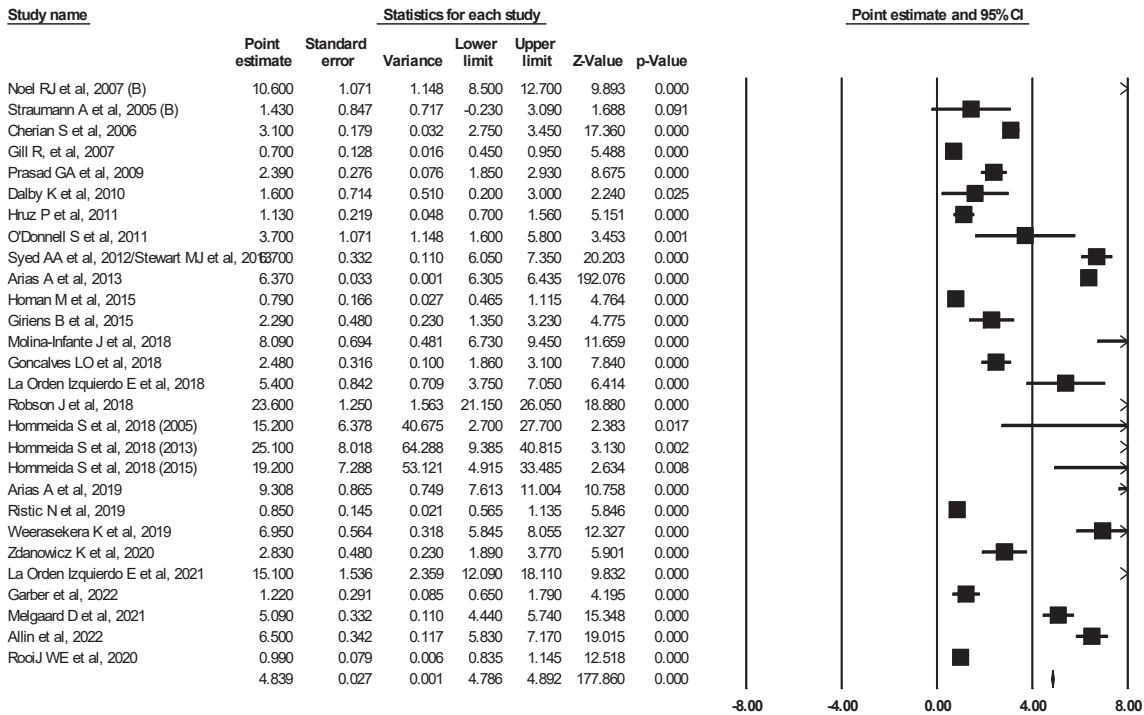 Study name Statistics for each study Point estimate and 95% CI
Point Standard Lower Upper
estimate error Variance limit limit Z-Value p-Value
Noel RJ et al, 2007 (B) 10.600 1.071 1.148 8.500 12.700 9.893 0.000
Straumann A et al, 2005 (B) 1.430 0.847 0.717 -0.230 3.090 1.688 0.091
Cherian S et al, 2006 3.100 0.179 0.032 2.750 3.450 17.360 0.000
Gill R, et al, 2007 0.700 0.128 0.016 0.450 0.950 5.488 0.000
Prasad GA et al, 2009 2.390 0.276 0.076 1.850 2.930 8.675 0.000
Dalby K et al, 2010 1.600 0.714 0.510 0.200 3.000 2.240 0.025
Hruz P et al, 2011 1.130 0.219 0.048 0.700 1.560 5.151 0.000
O'Donnell S et al, 2011 3.700 1.071 1.148 1.600 5.800 3.453 0.001
Syed AA et al, 2012/Stewart MJ et al, 2013 6.700 0.332 0.110 6.050 7.350 20.203 0.000
Arias A et al, 2013 6.370 0.033 0.001 6.305 6.435 192.076 0.000
Homan M et al, 2015 0.790 0.166 0.027 0.465 1.115 4.764 0.000
Giriens B et al, 2015 2.290 0.480 0.230 1.350 3.230 4.775 0.000
Molina-Infante J et al, 2018 8.090 0.694 0.481 6.730 9.450 11.659 0.000
Goncalves LO et al, 2018 2.480 0.316 0.100 1.860 3.100 7.840 0.000
La Orden Izquierdo E et al, 2018 5.400 0.842 0.709 3.750 7.050 6.414 0.000
Robson J et al, 2018 23.600 1.250 1.563 21.150 26.050 18.880 0.000
Hommeida S et al, 2018 (2005) 15.200 6.378 40.675 2.700 27.700 2.383 0.017
Hommeida S et al, 2018 (2013) 25.100 8.018 64.288 9.385 40.815 3.130 0.002
Hommeida S et al, 2018 (2015) 19.200 7.288 53.121 4.915 33.485 2.634 0.008
Arias A et al, 2019 9.308 0.865 0.749 7.613 11.004 10.758 0.000
Ristic N et al, 2019 0.850 0.145 0.021 0.565 1.135 5.846 0.000
Weerasekera K et al, 2019 6.950 0.564 0.318 5.845 8.055 12.327 0.000
Zdanowicz K et al, 2020 2.830 0.480 0.230 1.890 3.770 5.901 0.000
La Orden Izquierdo E et al, 2021 15.100 1.536 2.359 12.090 18.110 9.832 0.000
Garber et al, 2022 1.220 0.291 0.085 0.650 1.790 4.195 0.000
Melgaard D et al, 2021 5.090 0.332 0.110 4.440 5.740 15.348 0.000
Allin et al, 2022 6.500 0.342 0.117 5.830 7.170 19.015 0.000
RooiJ WE et al, 2020 0.990 0.079 0.006 0.835 1.145 12.518 0.000
4.839 0.027 0.001 4.786 4.892 177.860 0.000
-8.00 -4.00 0.00 4.00 8.00